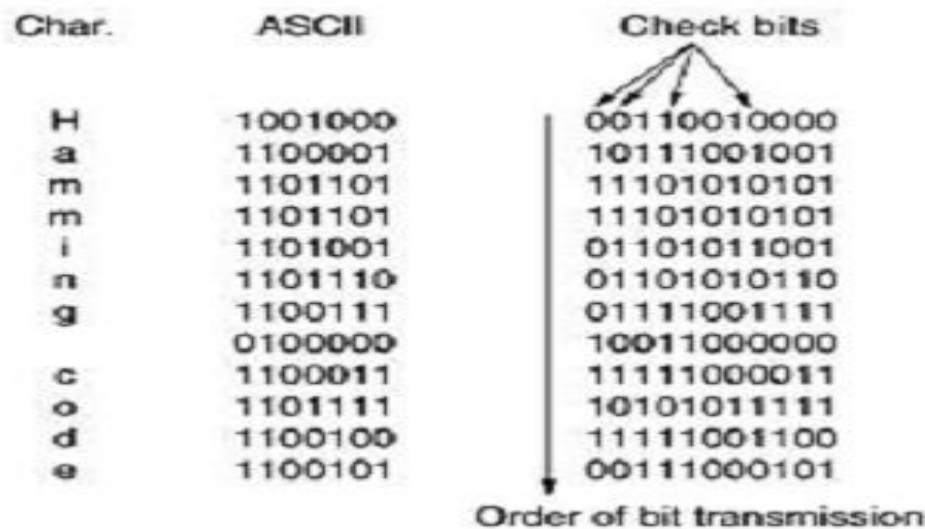 Char. ASCII Check bits
H 1001000 00110010000
a 1100001 10111001001
m 1101101 11101010101
m 1101101 11101010101
i 1101001 01101011001
n 1101110 01101010110
g 1100111 01111001111
0100000 10011000000
c 1100011 11111000011
o 1101111 10101011111
d 1100100 11111001100
e 1100101 00111000101
Order of bit transmission